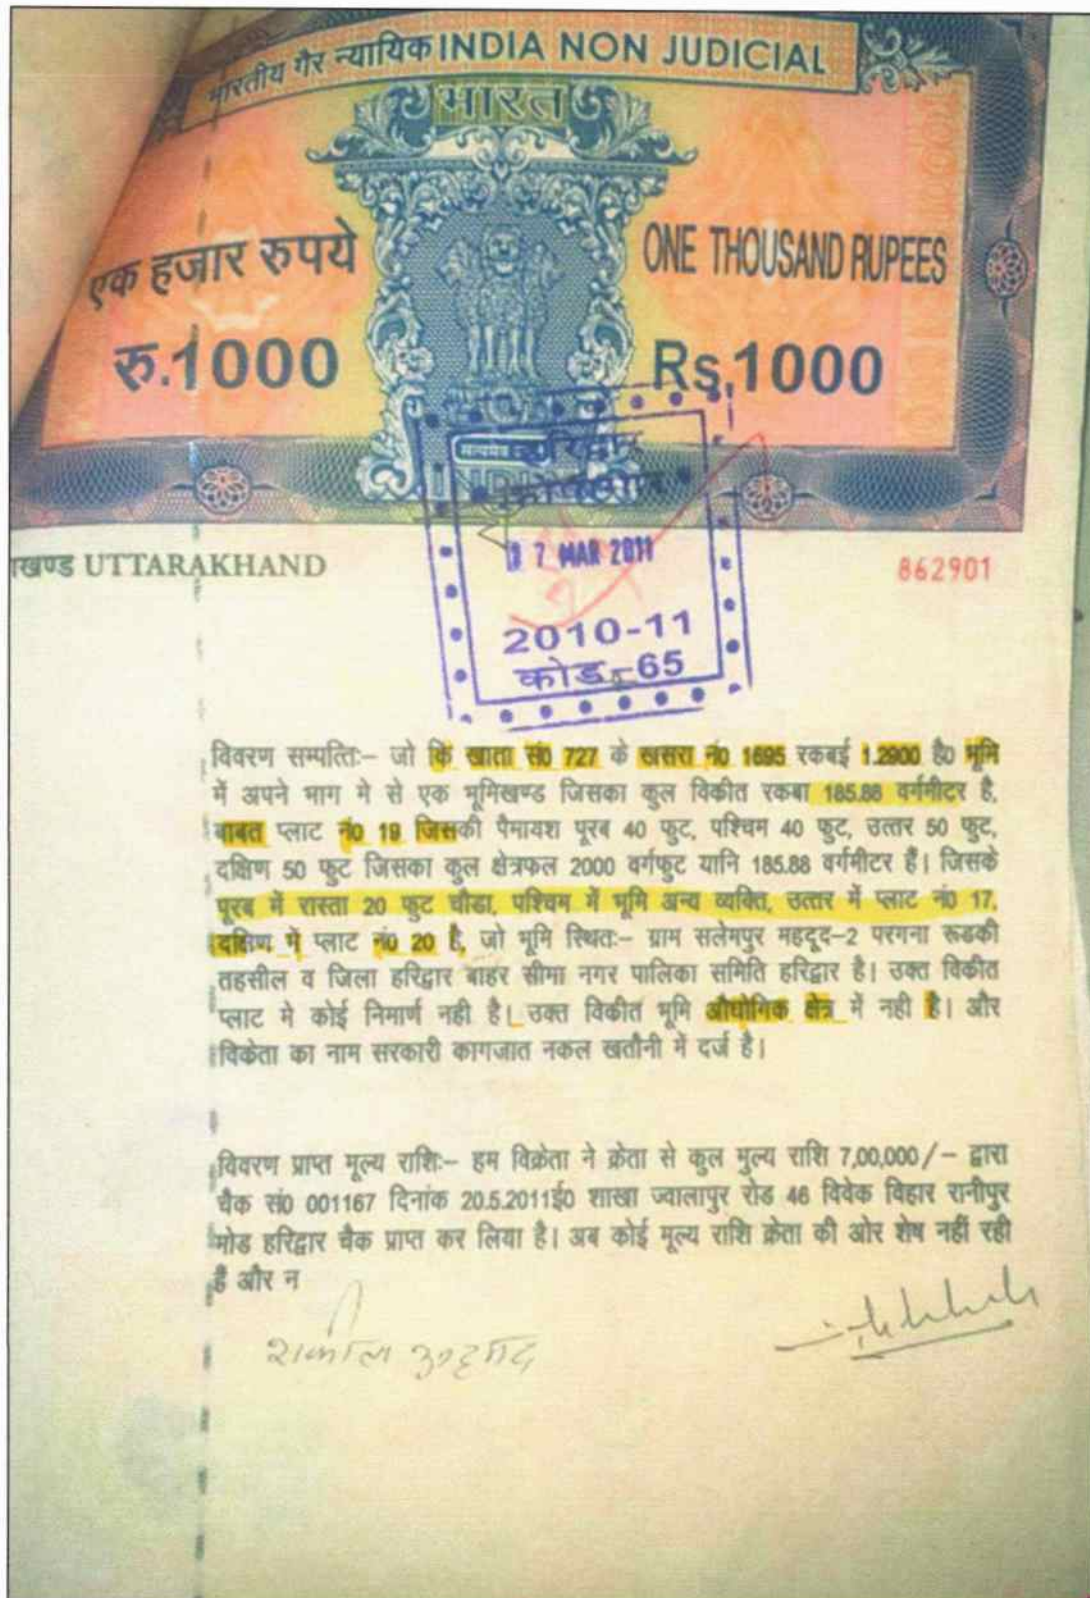 भारतीय गैर न्यायिक INDIA NON JUDICIAL
भारत
एक हजार रुपये
ONE THOUSAND RUPEES
रु.1000
Rs.1000
हरिद्वार
7 MAR 2011
2010-11
कोड-65
खण्ड UTTARAKHAND
862901
विवरण सम्पत्तिः– जो कि खाता सं0 727 के खसरा नं0 1695 रकबई 1.2900 है0 भूमि
में अपने भाग मे से एक भूमिखण्ड जिसका कुल विकीत रकबा 185.88 वर्गमीटर है,
बाबत प्लाट नं0 19 जिसकी पैमायश पूरब 40 फुट, पश्चिम 40 फुट, उत्तर 50 फुट,
दक्षिण 50 फुट जिसका कुल क्षेत्रफल 2000 वर्गफुट यानि 185.88 वर्गमीटर हैं। जिसके
पूरब में रास्ता 20 फुट चौडा, पश्चिम में भूमि अन्य व्यक्ति, उत्तर में प्लाट नं0 17,
दक्षिण में प्लाट नं0 20 है, जो भूमि स्थितः– ग्राम सलेमपुर महदूद–2 परगना रूडकी
तहसील व जिला हरिद्वार बाहर सीमा नगर पालिका समिति हरिद्वार है। उक्त विकीत
प्लाट मे कोई निमार्ण नही है। उक्त विकीत भूमि औघोगिक क्षेत्र में नही है। और
विकेता का नाम सरकारी कागजात नकल खतौनी में दर्ज है।
विवरण प्राप्त मूल्य राशिः– हम विक्रेता ने क्रेता से कुल मुल्य राशि 7,00,000/– द्वारा
चैक सं0 001167 दिनांक 20.5.2011ई0 शाखा ज्वालापुर रोड 46 विवेक विहार रानीपुर
मोड हरिद्वार चैक प्राप्त कर लिया है। अब कोई मूल्य राशि क्रेता की ओर शेष नहीं रही
है और न